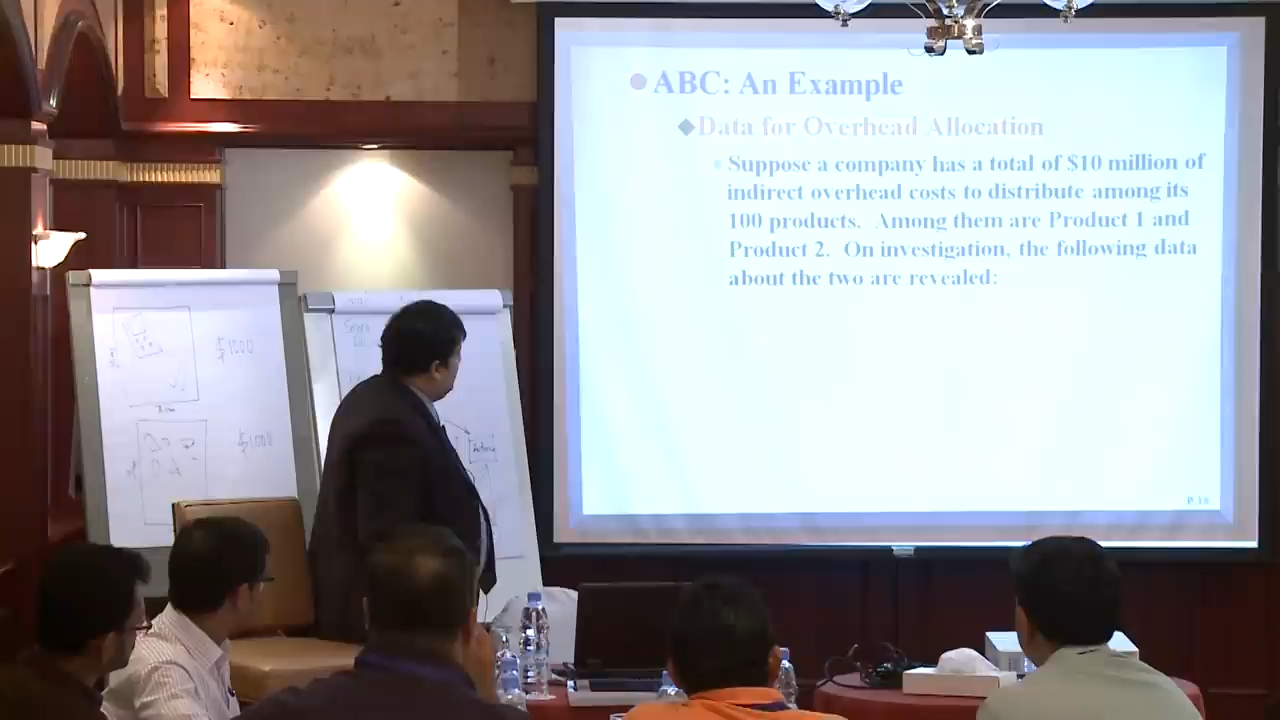 ABC: An Example
Data for Overhead Allocation
Suppose a company has a total of $10 million of
indirect overhead costs to distribute among its
100 products. Among them are Product 1 and
Product 2. On investigation, the following data
about the two are revealed:
$1000
$1000